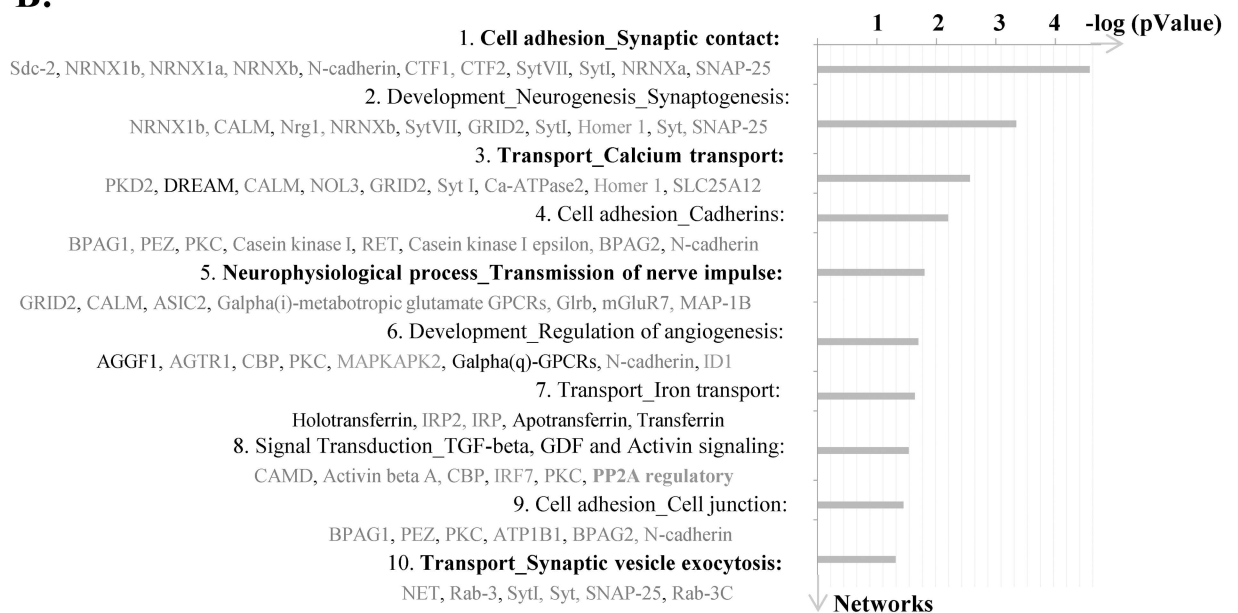 B.
1 2 3 4 -log (pValue)
1. Cell adhesion_Synaptic contact:
Sdc-2, NRNX1b, NRNX1a, NRNXb, N-cadherin, CTF1, CTF2, SytVII, SytI, NRNXa, SNAP-25
2. Development_Neurogenesis_Synaptogenesis:
NRNX1b, CALM, Nrg1, NRNXb, SytVII, GRID2, SytI, Homer 1, Syt, SNAP-25
3. Transport_Calcium transport:
PKD2, DREAM, CALM, NOL3, GRID2, Syt I, Ca-ATPase2, Homer 1, SLC25A12
4. Cell adhesion_Cadherins:
BPAG1, PEZ, PKC, Casein kinase I, RET, Casein kinase I epsilon, BPAG2, N-cadherin
5. Neurophysiological process_Transmission of nerve impulse:
GRID2, CALM, ASIC2, Galpha(i)-metabotropic glutamate GPCRs, Glrb, mGluR7, MAP-1B
6. Development_Regulation of angiogenesis:
AGGF1, AGTR1, CBP, PKC, MAPKAPK2, Galpha(q)-GPCRs, N-cadherin, ID1
7. Transport_Iron transport:
Holotransferrin, IRP2, IRP, Apotransferrin, Transferrin
8. Signal Transduction_TGF-beta, GDF and Activin signaling:
CAMD, Activin beta A, CBP, IRF7, PKC, PP2A regulatory
9. Cell adhesion_Cell junction:
BPAG1, PEZ, PKC, ATP1B1, BPAG2, N-cadherin
10. Transport_Synaptic vesicle exocytosis:
NET, Rab-3, SytI, Syt, SNAP-25, Rab-3C
Networks